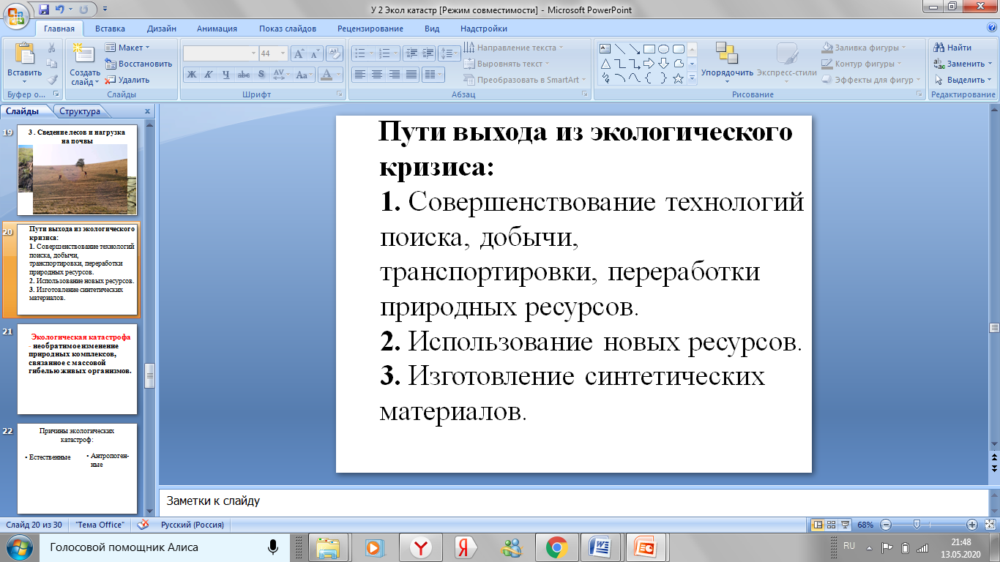 У 2 Экол катастр [Режим совместимости] - Microsoft PowerPoint
Главная Вставка Дизайн Анимация Показ слайдов Рецензирование Вид Надстройки
Вставить
Буфер о...
Создать слайд
Макет
Восстановить
Удалить
Слайды
44
Ж К Ч abc S AV Aa А
Шрифт
Направление текста
Выровнять текст
Преобразовать в SmartArt
Абзац
Упорядочить
Экспресс-стили
Заливка фигуры
Контур фигуры
Эффекты для фигур
Рисование
Найти
Заменить
Выделить
Редактирование
Слайды Структура x
19
3 . Сведение лесов и нагрузка
на почвы
20
Пути выхода из экологического
кризиса:
1. Совершенствование технологий
поиска, добычи,
транспортировки, переработки
природных ресурсов.
2. Использование новых ресурсов.
3. Изготовление синтетических
материалов.
21
Экологическая катастрофа
- необратимое изменение
природных комплексов,
связанное с массовой
гибелью живых организмов.
22
Причины экологических
катастроф:
• Естественные
• Антропоген-
ные
Пути выхода из экологического
кризиса:
1. Совершенствование технологий
поиска, добычи,
транспортировки, переработки
природных ресурсов.
2. Использование новых ресурсов.
3. Изготовление синтетических
материалов.
Заметки к слайду
Слайд 20 из 30 "Тема Office" Русский (Россия) 68%
Голосовой помощник Алиса
RU
21:48
13.05.2020